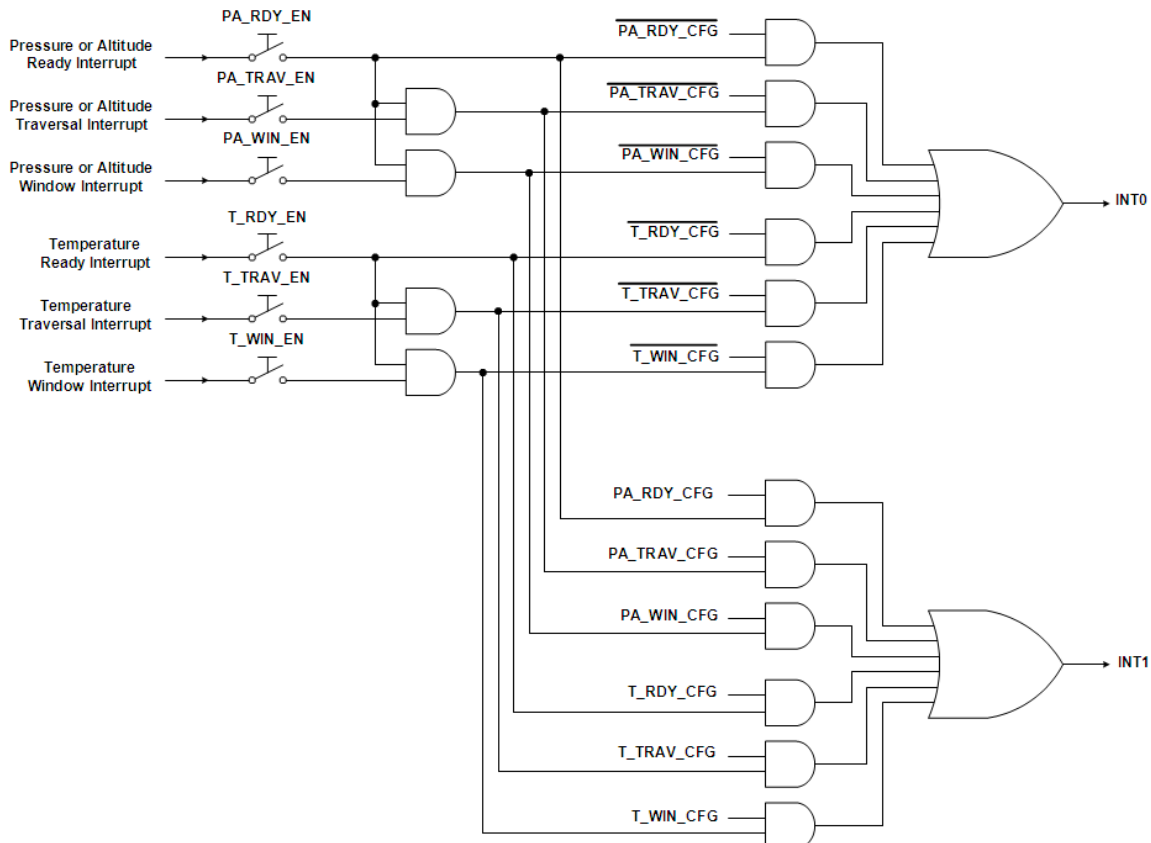 PA_RDY_EN
Pressure or Altitude
Ready Interrupt
PA_TRAV_EN
Pressure or Altitude
Traversal Interrupt
PA_WIN_EN
Pressure or Altitude
Window Interrupt
T_RDY_EN
Temperature
Ready Interrupt
T_TRAV_EN
Temperature
Traversal Interrupt
T_WIN_EN
Temperature
Window Interrupt
PA_RDY_CFG
PA_TRAV_CFG
PA_WIN_CFG
T_RDY_CFG
T_TRAV_CFG
T_WIN_CFG
INT0
PA_RDY_CFG
PA_TRAV_CFG
PA_WIN_CFG
T_RDY_CFG
T_TRAV_CFG
T_WIN_CFG
INT1